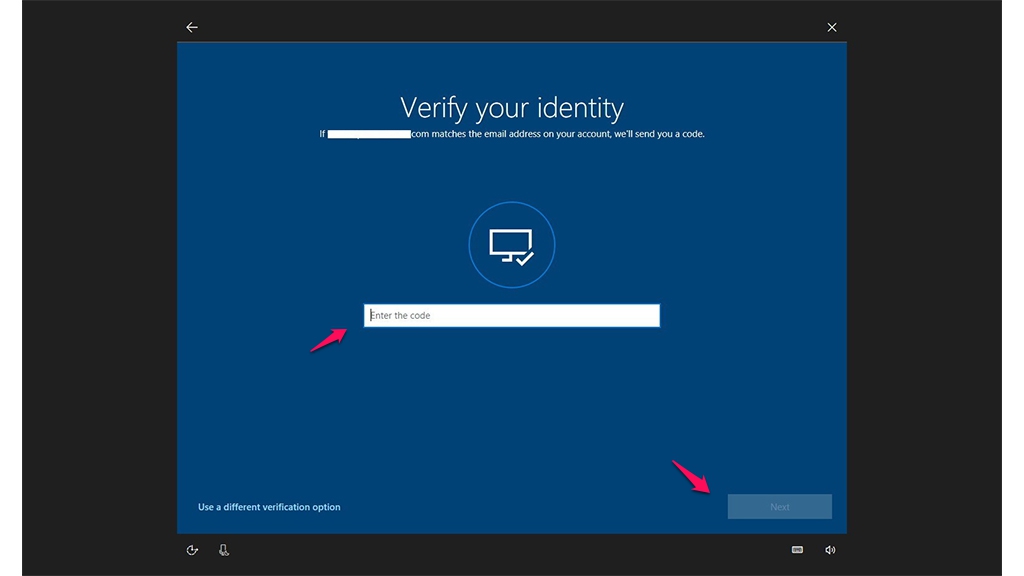 Verify your identity
If com matches the email address on your account, we'll send you a code.
Enter the code
Use a different verification option
Next